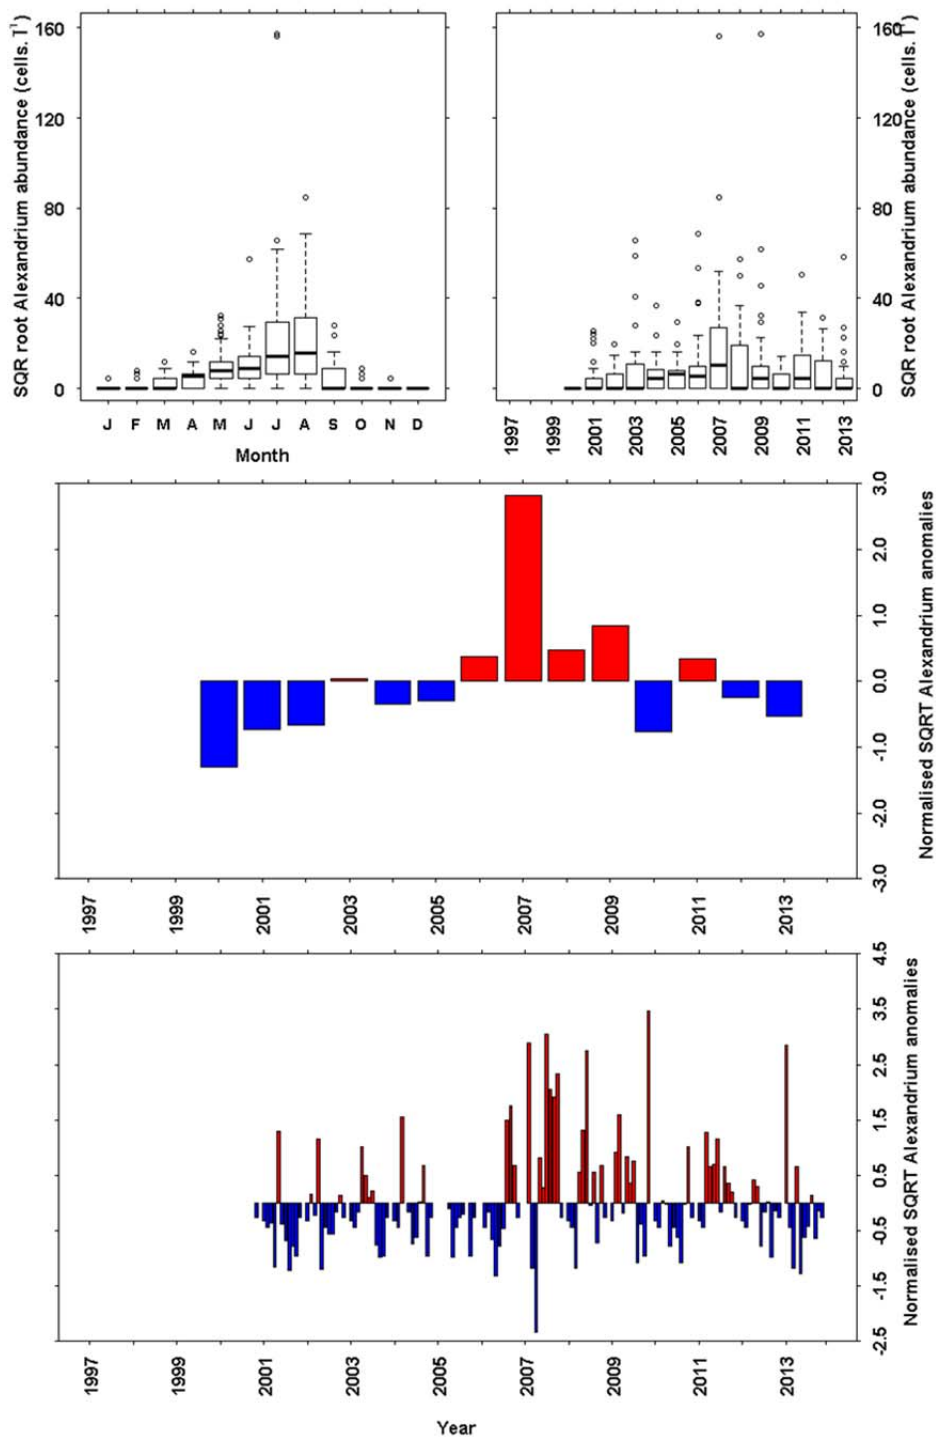 SQR root Alexandrium abundance (cells. l¯¹)
160
120
80
40
0
J F M A M J J A S O N D
Month
160
120
80
40
0
SQR root Alexandrium abundance (cells. l¯¹)
1997 1999 2001 2003 2005 2007 2009 2011 2013
3.0
2.0
1.0
0.0
-1.0
-2.0
-3.0
Normalised SQRT Alexandrium anomalies
1997 1999 2001 2003 2005 2007 2009 2011 2013
4.5
3.5
2.5
1.5
0.5
-0.5
-1.5
-2.5
Normalised SQRT Alexandrium anomalies
1997 1999 2001 2003 2005 2007 2009 2011 2013
Year